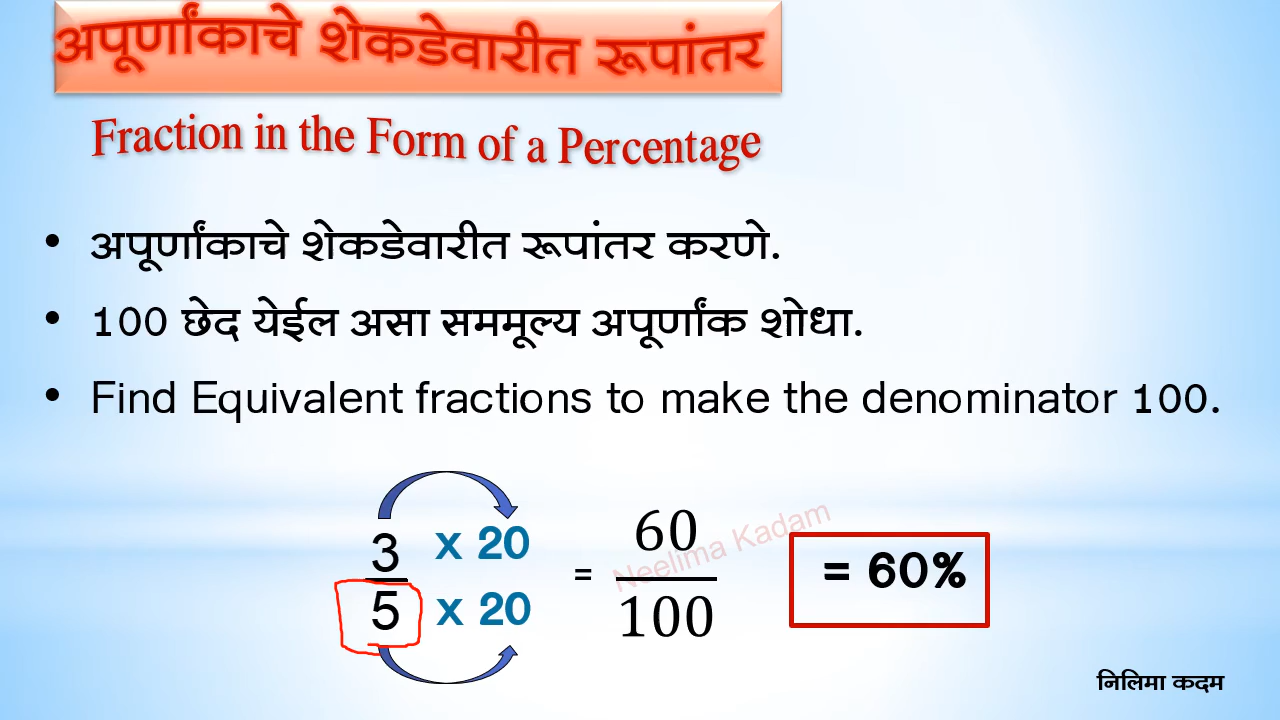 अपूर्णांकाचे शेकडेवारीत रूपांतर
Fraction in the Form of a Percentage
• अपूर्णांकाचे शेकडेवारीत रूपांतर करणे.
• 100 छेद येईल असा सममूल्य अपूर्णांक शोधा.
• Find Equivalent fractions to make the denominator 100.
3 x 20 = 60 = 60%
5 x 20 100
Neelima Kadam
निलिमा कदम